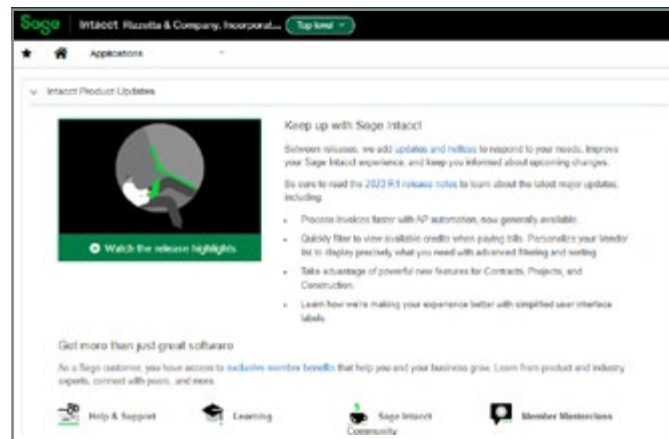 Sage Intacct Rizzetta & Company, Incorporat... Top level
Applications
Intacct Product Updates
Keep up with Sage Intacct
Between releases, we add updates and notices to respond to your needs, improve
your Sage Intacct experience, and keep you informed about upcoming changes.
Be sure to read the 2023 R1 release notes to learn about the latest major updates,
including:
Process invoices faster with AP automation, now generally available.
Quickly filter to view available credits when paying bills. Personalize your Vendor
list to display precisely what you need with advanced filtering and sorting.
Take advantage of powerful new features for Contracts, Projects, and
Construction.
Learn how we're making your experience better with simplified user interface
labels.
Watch the release highlights
Get more than just great software
As a Sage customer, you have access to exclusive member benefits that help you and your business grow. Learn from product and industry
experts, connect with peers, and more.
Help & Support Learning Sage Intacct Member Masterclass
Community